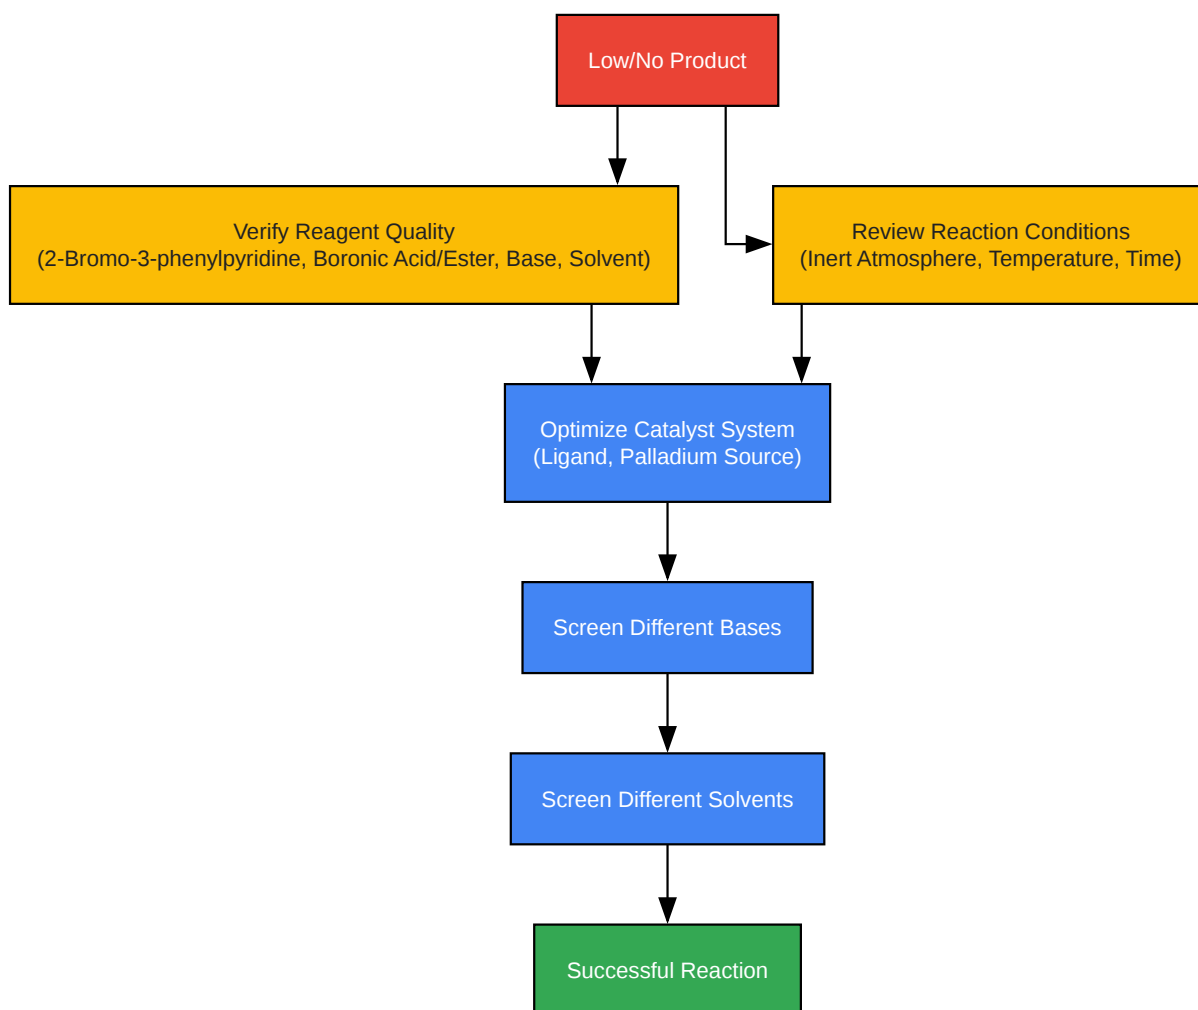 Low/No Product
Verify Reagent Quality
(2-Bromo-3-phenylpyridine, Boronic Acid/Ester, Base, Solvent)
Review Reaction Conditions
(Inert Atmosphere, Temperature, Time)
Optimize Catalyst System
(Ligand, Palladium Source)
Screen Different Bases
Screen Different Solvents
Successful Reaction